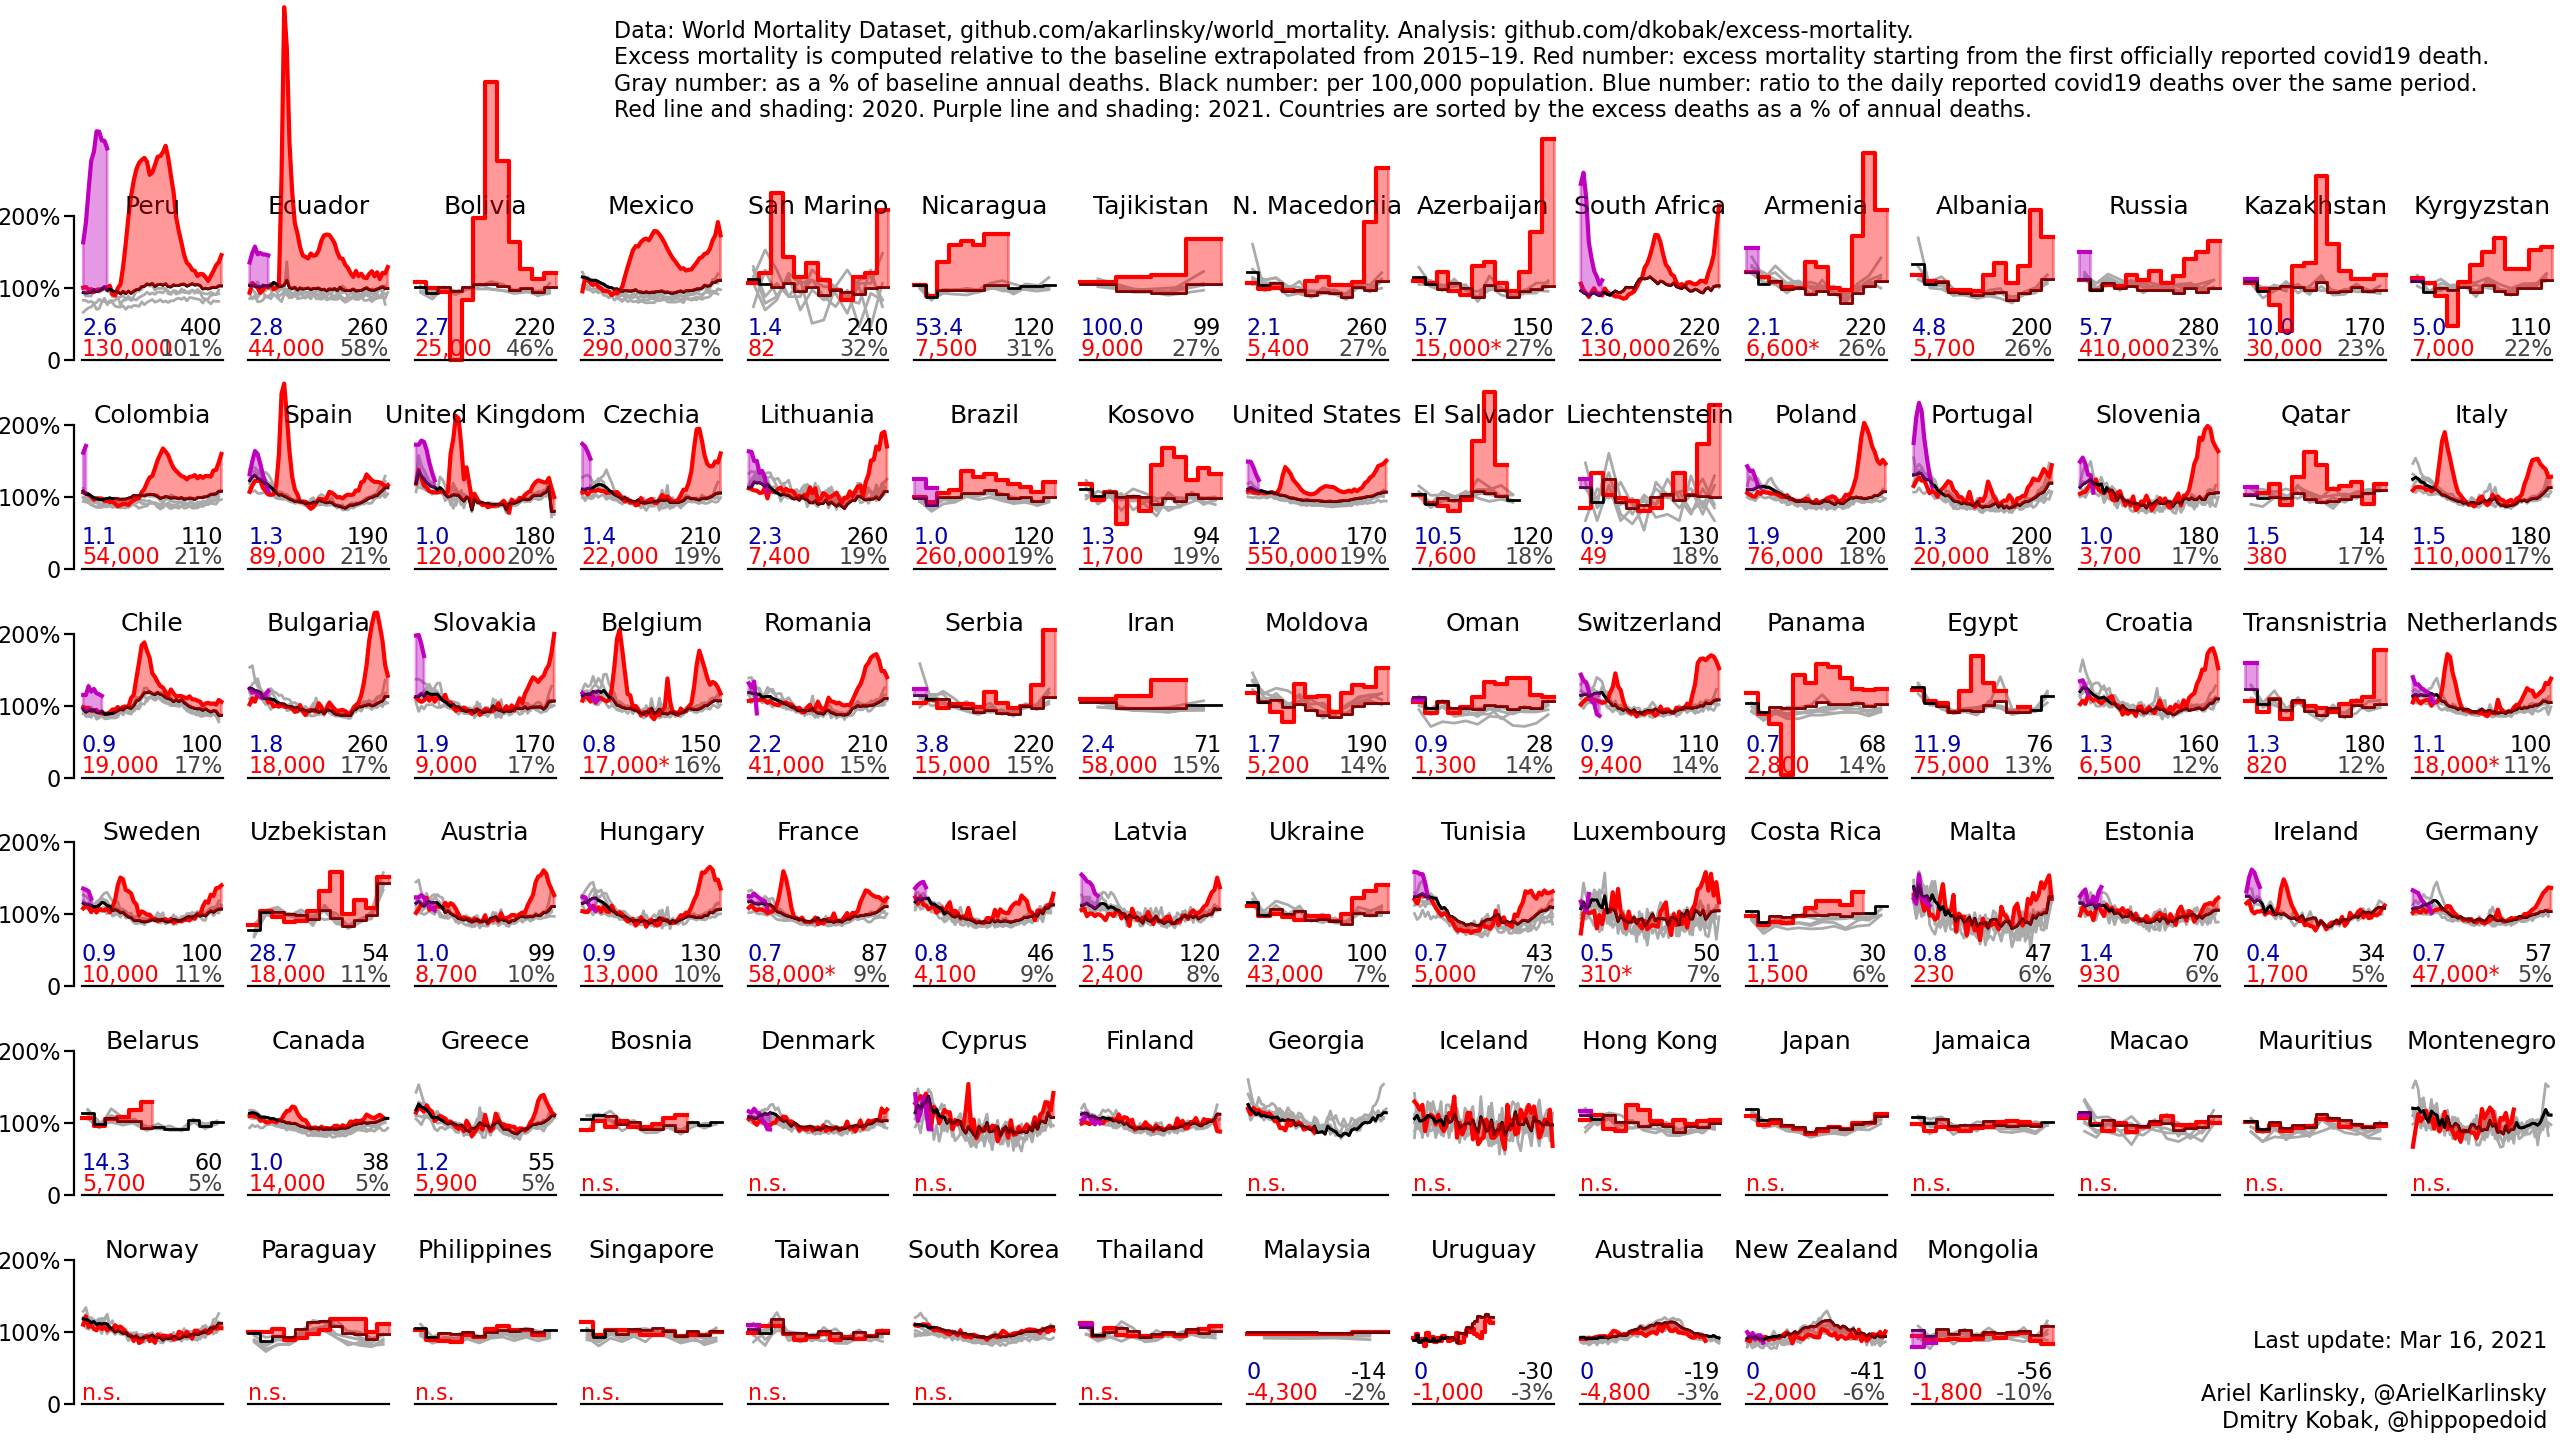 Data: World Mortality Dataset, github.com/akarlinsky/world_mortality. Analysis: github.com/dkobak/excess-mortality.
Excess mortality is computed relative to the baseline extrapolated from 2015–19. Red number: excess mortality starting from the first officially reported covid19 death.
Gray number: as a % of baseline annual deaths. Black number: per 100,000 population. Blue number: ratio to the daily reported covid19 deaths over the same period.
Red line and shading: 2020. Purple line and shading: 2021. Countries are sorted by the excess deaths as a % of annual deaths.
200% Peru Ecuador Bolivia Mexico San Marino Nicaragua Tajikistan N. Macedonia Azerbaijan South Africa Armenia Albania Russia Kazakhstan Kyrgyzstan
100%
2.6 400 2.8 260 2.7 220 2.3 230 1.4 240 53.4 120 100.0 99 2.1 260 5.7 150 2.6 220 2.1 220 4.8 200 5.7 280 10.0 170 5.0 110
0 130,000 101% 44,000 58% 25,000 46% 290,000 37% 82 32% 7,500 31% 9,000 27% 5,400 27% 15,000* 27% 130,000 26% 6,600* 26% 5,700 26% 410,000 23% 30,000 23% 7,000 22%
200% Colombia Spain United Kingdom Czechia Lithuania Brazil Kosovo United States El Salvador Liechtenstein Poland Portugal Slovenia Qatar Italy
100%
1.1 110 1.3 190 1.0 180 1.4 210 2.3 260 1.0 120 1.3 94 1.2 170 10.5 120 0.9 130 1.9 200 1.3 200 1.0 180 1.5 14 1.5 180
0 54,000 21% 89,000 21% 120,000 20% 22,000 19% 7,400 19% 260,000 19% 1,700 19% 550,000 19% 7,600 18% 49 18% 76,000 18% 20,000 18% 3,700 17% 380 17% 110,000 17%
200% Chile Bulgaria Slovakia Belgium Romania Serbia Iran Moldova Oman Switzerland Panama Egypt Croatia Transnistria Netherlands
100%
0.9 100 1.8 260 1.9 170 0.8 150 2.2 210 3.8 220 2.4 71 1.7 190 0.9 28 0.9 110 0.7 68 11.9 76 1.3 160 1.3 180 1.1 100
0 19,000 17% 18,000 17% 9,000 17% 17,000* 16% 41,000 15% 15,000 15% 58,000 15% 5,200 14% 1,300 14% 9,400 14% 2,800 14% 75,000 13% 6,500 12% 820 12% 18,000* 11%
200% Sweden Uzbekistan Austria Hungary France Israel Latvia Ukraine Tunisia Luxembourg Costa Rica Malta Estonia Ireland Germany
100%
0.9 100 28.7 54 1.0 99 0.9 130 0.7 87 0.8 46 1.5 120 2.2 100 0.7 43 0.5 50 1.1 30 0.8 47 1.4 70 0.4 34 0.7 57
0 10,000 11% 18,000 11% 8,700 10% 13,000 10% 58,000* 9% 4,100 9% 2,400 8% 43,000 7% 5,000 7% 310* 7% 1,500 6% 230 6% 930 6% 1,700 5% 47,000* 5%
200% Belarus Canada Greece Bosnia Denmark Cyprus Finland Georgia Iceland Hong Kong Japan Jamaica Macao Mauritius Montenegro
100%
14.3 60 1.0 38 1.2 55
0 5,700 5% 14,000 5% 5,900 5% n.s. n.s. n.s. n.s. n.s. n.s. n.s. n.s. n.s. n.s. n.s. n.s.
200% Norway Paraguay Philippines Singapore Taiwan South Korea Thailand Malaysia Uruguay Australia New Zealand Mongolia
100%
0 -14 0 -30 0 -19 0 -41 0 -56
0 n.s. n.s. n.s. n.s. n.s. n.s. n.s. -4,300 -2% -1,000 -3% -4,800 -3% -2,000 -6% -1,800 -10%
Last update: Mar 16, 2021
Ariel Karlinsky, @ArielKarlinsky
Dmitry Kobak, @hippopedoid